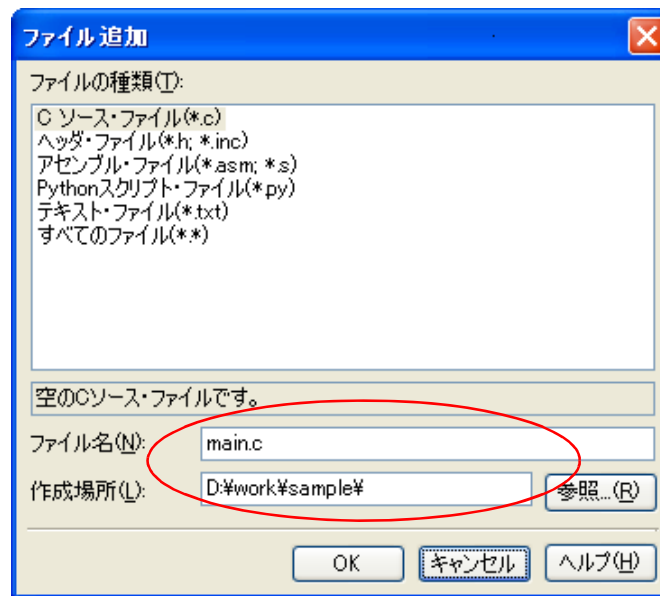 ファイル追加
ファイルの種類(T):
C ソース・ファイル(*.c)
ヘッダ・ファイル(*.h; *.inc)
アセンブル・ファイル(*.asm; *.s)
Pythonスクリプト・ファイル(*.py)
テキスト・ファイル(*.txt)
すべてのファイル(*.*)
空のCソース・ファイルです。
ファイル名(N): main.c
作成場所(L): D:¥work¥sample¥ 参照...(R)
OK キャンセル ヘルプ(H)